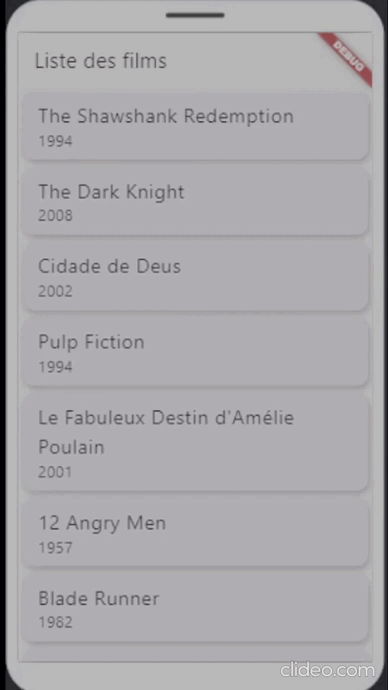 DEBUG
Liste des films
The Shawshank Redemption
1994
The Dark Knight
2008
Cidade de Deus
2002
Pulp Fiction
1994
Le Fabuleux Destin d'Amélie
Poulain
2001
12 Angry Men
1957
Blade Runner
1982
clideo.com